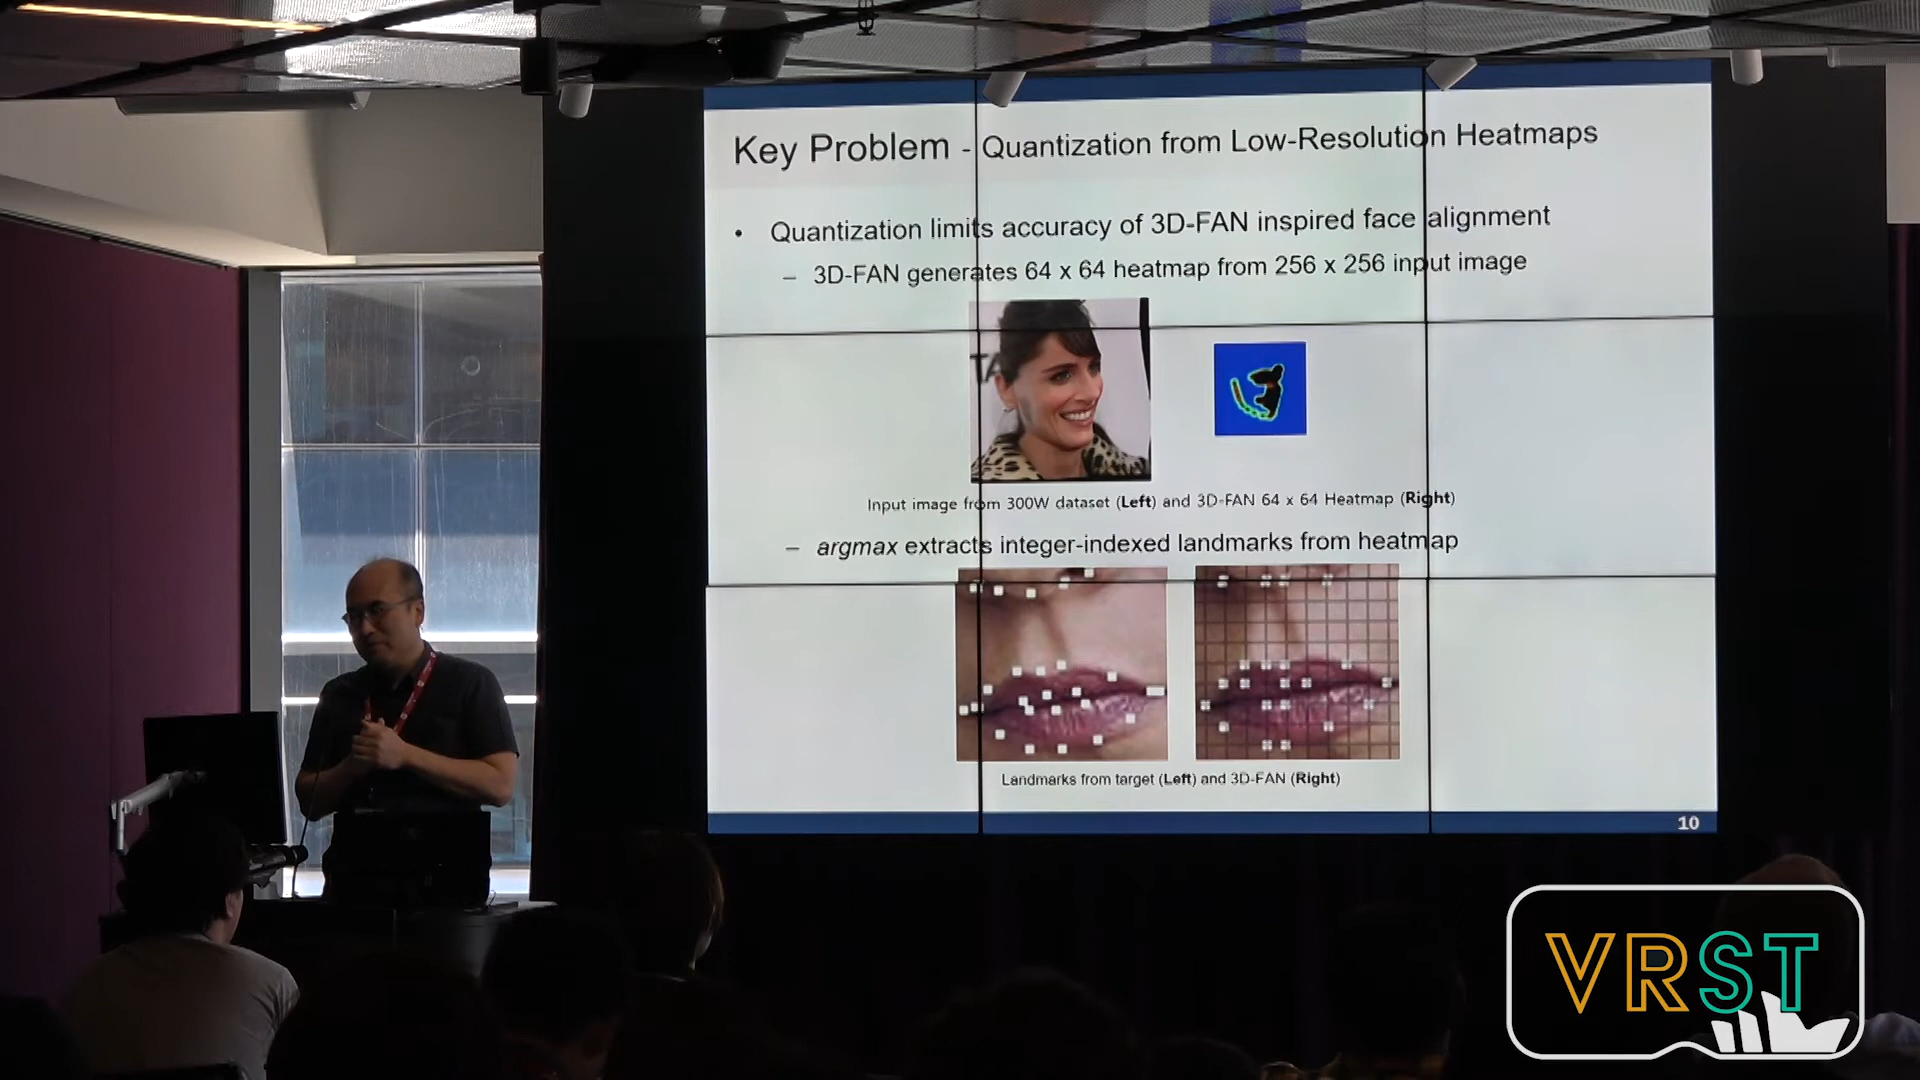 Key Problem - Quantization from Low-Resolution Heatmaps
• Quantization limits accuracy of 3D-FAN inspired face alignment
– 3D-FAN generates 64 x 64 heatmap from 256 x 256 input image
TA
Input image from 300W dataset (Left) and 3D-FAN 64 x 64 Heatmap (Right)
– argmax extracts integer-indexed landmarks from heatmap
Landmarks from target (Left) and 3D-FAN (Right)
10
VRST